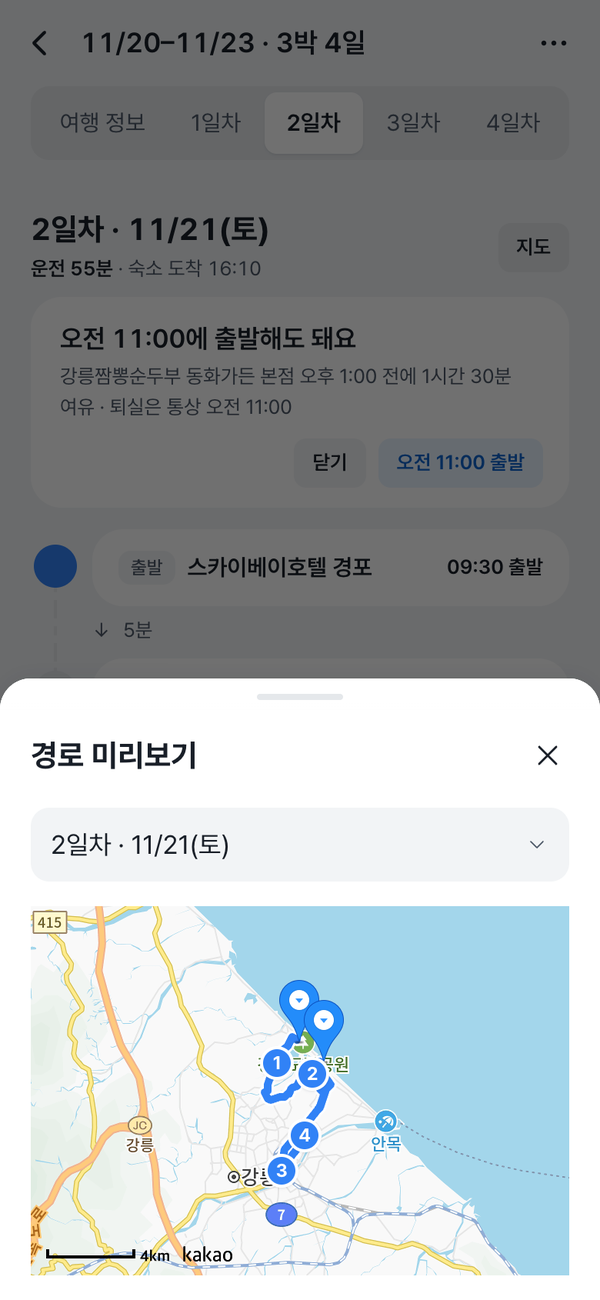 11/20–11/23 · 3박 4일
여행 정보 1일차 2일차 3일차 4일차
2일차 · 11/21(토)
지도
운전 55분 · 숙소 도착 16:10
오전 11:00에 출발해도 돼요
강릉짬뽕순두부 동화가든 본점 오후 1:00 전에 1시간 30분
여유 · 퇴실은 통상 오전 11:00
닫기 오전 11:00 출발
출발 스카이베이호텔 경포 09:30 출발
↓ 5분
경로 미리보기
2일차 · 11/21(토)
415
1
2
4
3
JC
강릉
안목
강릉
7
4km kakao